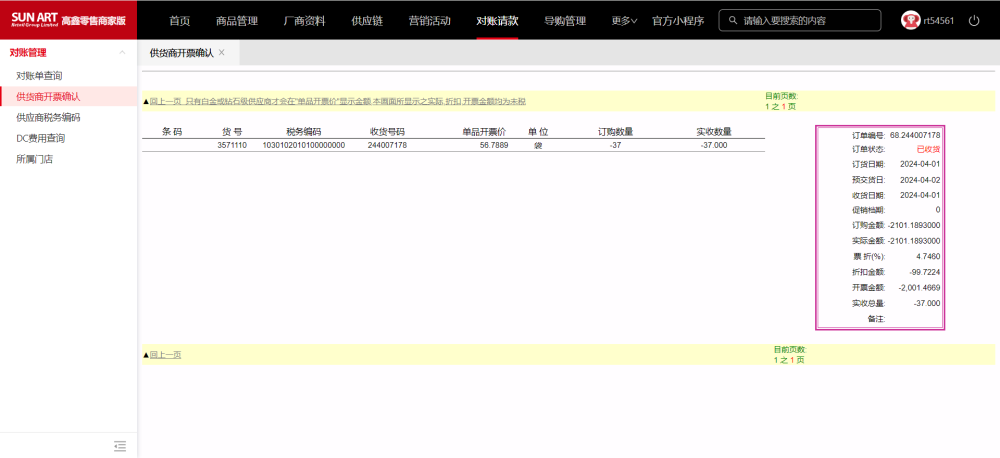 SUN ART 高鑫零售商家版
Retail Group Limited
首页 商品管理 厂商资料 供应链 营销活动 对账请款 导购管理 更多 官方小程序 请输入要搜索的内容 rt54561
对账管理
对账单查询
供货商开票确认
供应商税务编码
DC费用查询
所属门店
供货商开票确认 ×
▲回上一页 只有白金或钻石级供应商才会在"单品开票价"显示金额,本画面所显示之实际,折扣,开票金额均为未税
目前页数:
1 之 1 页
条 码 货 号 税务编码 收货号码 单品开票价 单 位 订购数量 实收数量
3571110 1030102010100000000 244007178 56.7889 袋 -37 -37.000
订单编号: 68.244007178
订单状态: 已收货
订货日期: 2024-04-01
预交货日: 2024-04-02
收货日期: 2024-04-01
促销档期: 0
订购金额: -2101.1893000
实际金额: -2101.1893000
票 折(%): 4.7460
折扣金额: -99.7224
开票金额: -2,001.4669
实收总量: -37.000
备注:
▲回上一页
目前页数:
1 之 1 页